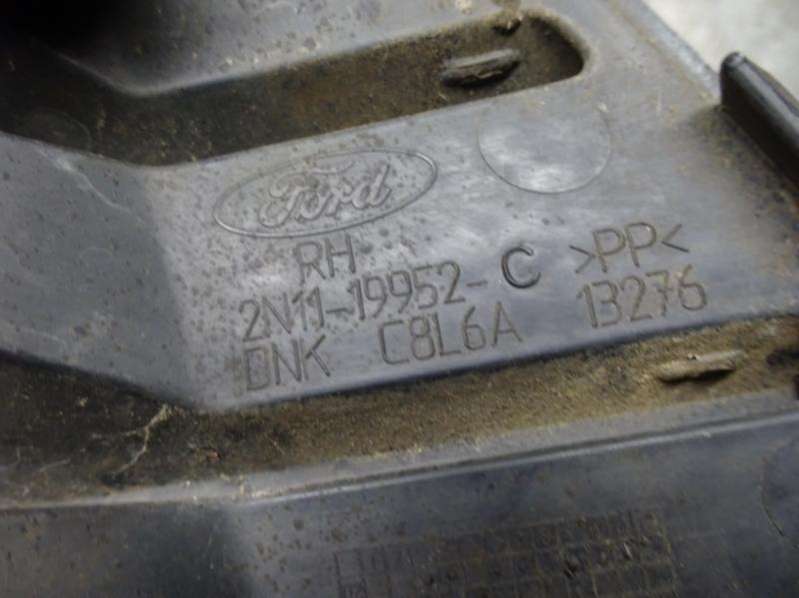 Ford
RH
2N11-19952-C >PP<
DNK C8L6A 13276